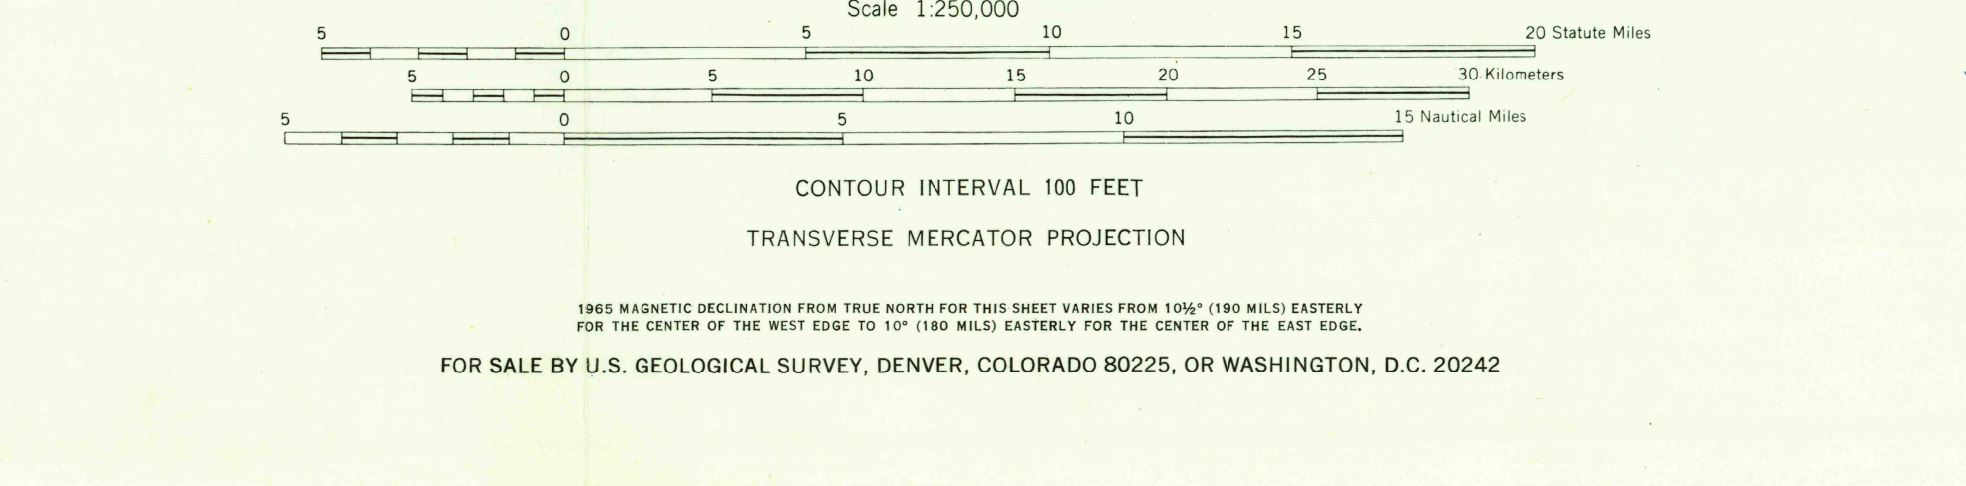 Scale 1:250,000
5 0 5 10 15 20 Statute Miles
5 0 5 10 15 20 25 30 Kilometers
5 0 5 10 15 Nautical Miles
CONTOUR INTERVAL 100 FEET
TRANSVERSE MERCATOR PROJECTION
1965 MAGNETIC DECLINATION FROM TRUE NORTH FOR THIS SHEET VARIES FROM 10½° (190 MILS) EASTERLY
FOR THE CENTER OF THE WEST EDGE TO 10° (180 MILS) EASTERLY FOR THE CENTER OF THE EAST EDGE.
FOR SALE BY U.S. GEOLOGICAL SURVEY, DENVER, COLORADO 80225, OR WASHINGTON, D.C. 20242